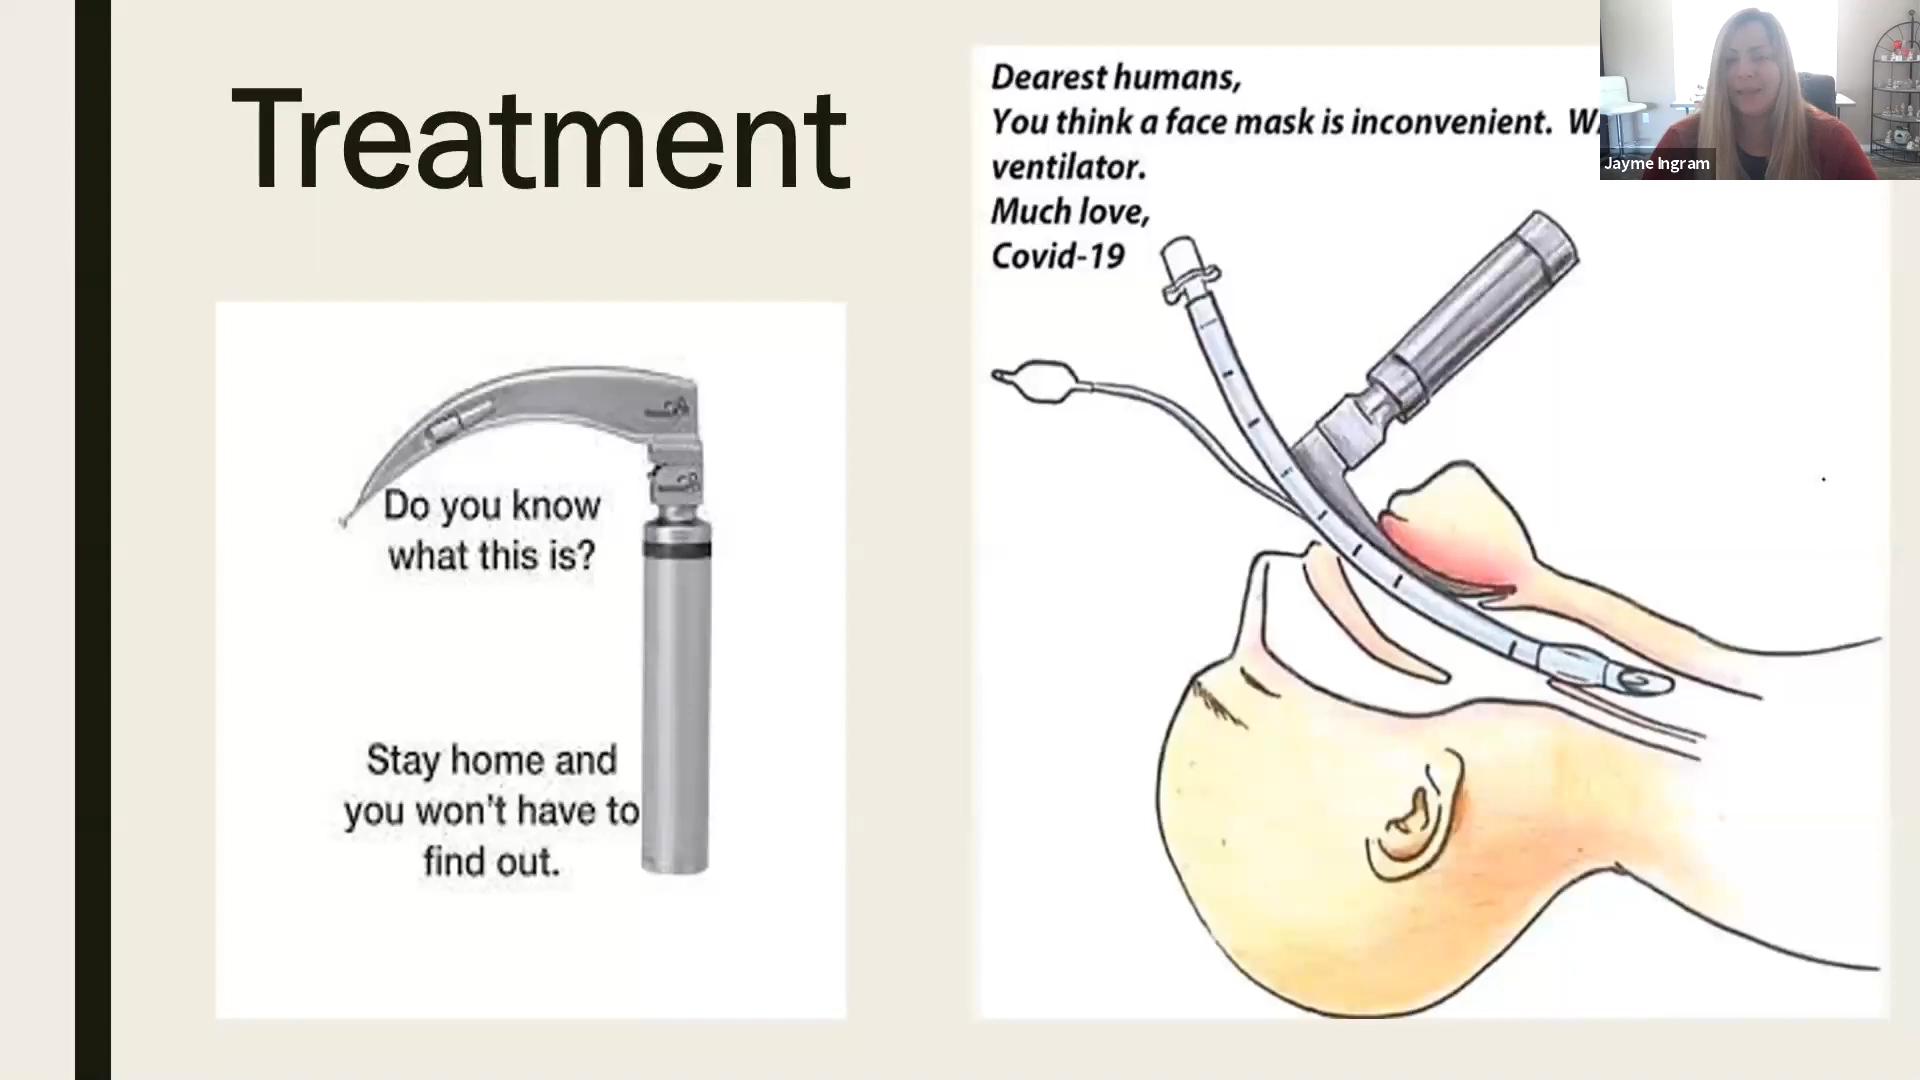 Treatment
Dearest humans,
You think a face mask is inconvenient.
ventilator.
Much love,
Covid-19
Jayme Ingram
Do you know
what this is?
Stay home and
you won't have to
find out.